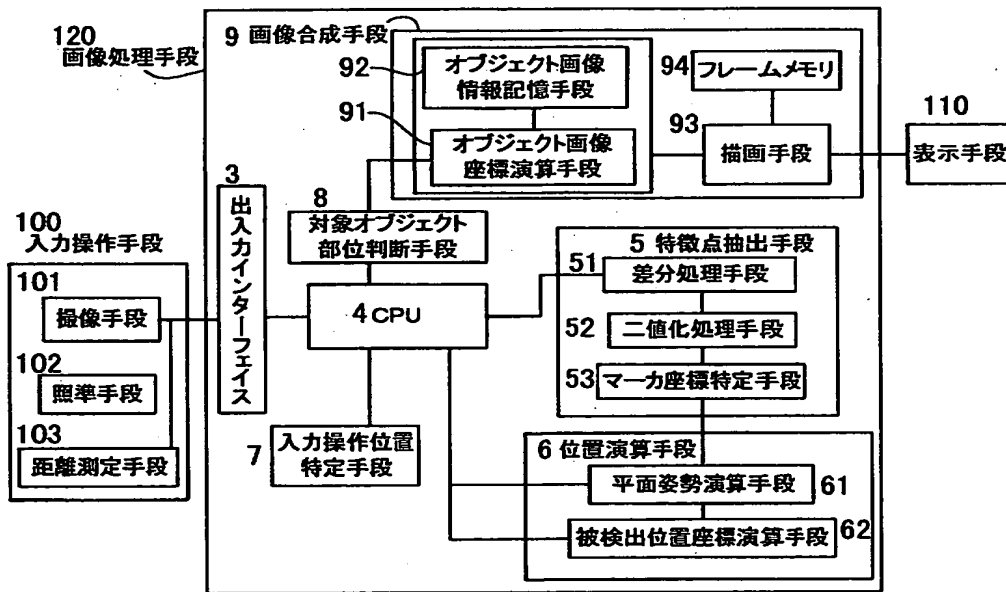 120
画像処理手段
9 画像合成手段
92
オブジェクト画像
情報記憶手段
91
オブジェクト画像
座標演算手段
94
フレームメモリ
93
描画手段
110
表示手段
3
出入力インターフェイス
8
対象オブジェクト
部位判断手段
100
入力操作手段
101
撮像手段
102
照準手段
103
距離測定手段
4 CPU
7
入力操作位置
特定手段
5 特徴点抽出手段
51
差分処理手段
52
二値化処理手段
53
マーカ座標特定手段
6 位置演算手段
平面姿勢演算手段
61
被検出位置座標演算手段
62